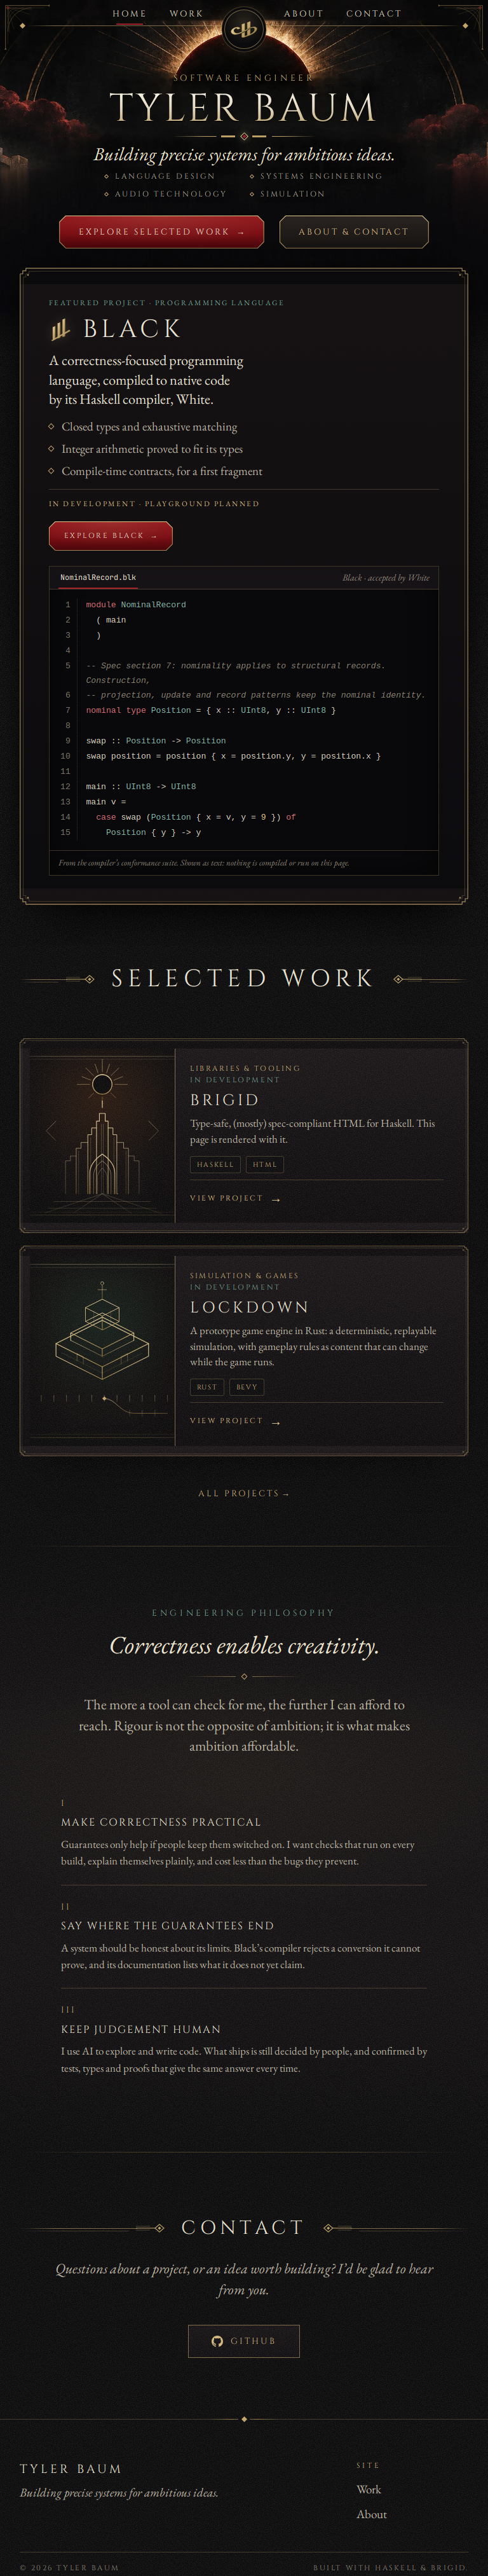 HOME WORK ABOUT CONTACT
SOFTWARE ENGINEER
TYLER BAUM
Building precise systems for ambitious ideas.
LANGUAGE DESIGN SYSTEMS ENGINEERING
AUDIO TECHNOLOGY SIMULATION
EXPLORE SELECTED WORK → ABOUT & CONTACT
FEATURED PROJECT · PROGRAMMING LANGUAGE
BLACK
A correctness-focused programming
language, compiled to native code
by its Haskell compiler, White.
Closed types and exhaustive matching
Integer arithmetic proved to fit its types
Compile-time contracts, for a first fragment
IN DEVELOPMENT · PLAYGROUND PLANNED
EXPLORE BLACK →
NominalRecord.blk Black · accepted by White
1 module NominalRecord
2 ( main
3 )
4
5 -- Spec section 7: nominality applies to structural records.
Construction,
6 -- projection, update and record patterns keep the nominal identity.
7 nominal type Position = { x :: UInt8, y :: UInt8 }
8
9 swap :: Position -> Position
10 swap position = position { x = position.y, y = position.x }
11
12 main :: UInt8 -> UInt8
13 main v =
14 case swap (Position { x = v, y = 9 }) of
15 Position { y } -> y
From the compiler's conformance suite. Shown as text: nothing is compiled or run on this page.
SELECTED WORK
LIBRARIES & TOOLING
IN DEVELOPMENT
BRIGID
Type-safe, (mostly) spec-compliant HTML for Haskell. This
page is rendered with it.
HASKELL HTML
VIEW PROJECT →
SIMULATION & GAMES
IN DEVELOPMENT
LOCKDOWN
A prototype game engine in Rust: a deterministic, replayable
simulation, with gameplay rules as content that can change
while the game runs.
RUST BEVY
VIEW PROJECT →
ALL PROJECTS →
ENGINEERING PHILOSOPHY
Correctness enables creativity.
The more a tool can check for me, the further I can afford to
reach. Rigour is not the opposite of ambition; it is what makes
ambition affordable.
I
MAKE CORRECTNESS PRACTICAL
Guarantees only help if people keep them switched on. I want checks that run on every
build, explain themselves plainly, and cost less than the bugs they prevent.
II
SAY WHERE THE GUARANTEES END
A system should be honest about its limits. Black's compiler rejects a conversion it cannot
prove, and its documentation lists what it does not yet claim.
III
KEEP JUDGEMENT HUMAN
I use AI to explore and write code. What ships is still decided by people, and confirmed by
tests, types and proofs that give the same answer every time.
CONTACT
Questions about a project, or an idea worth building? I'd be glad to hear
from you.
GITHUB
TYLER BAUM
Building precise systems for ambitious ideas.
SITE
Work
About
© 2026 TYLER BAUM BUILT WITH HASKELL & BRIGID.